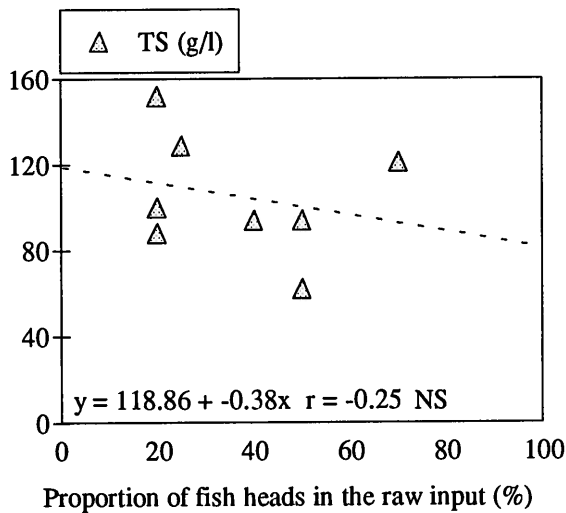 TS (g/l)
160
120
80
40
0
y = 118.86 + -0.38x r = -0.25 NS
0 20 40 60 80 100
Proportion of fish heads in the raw input (%)